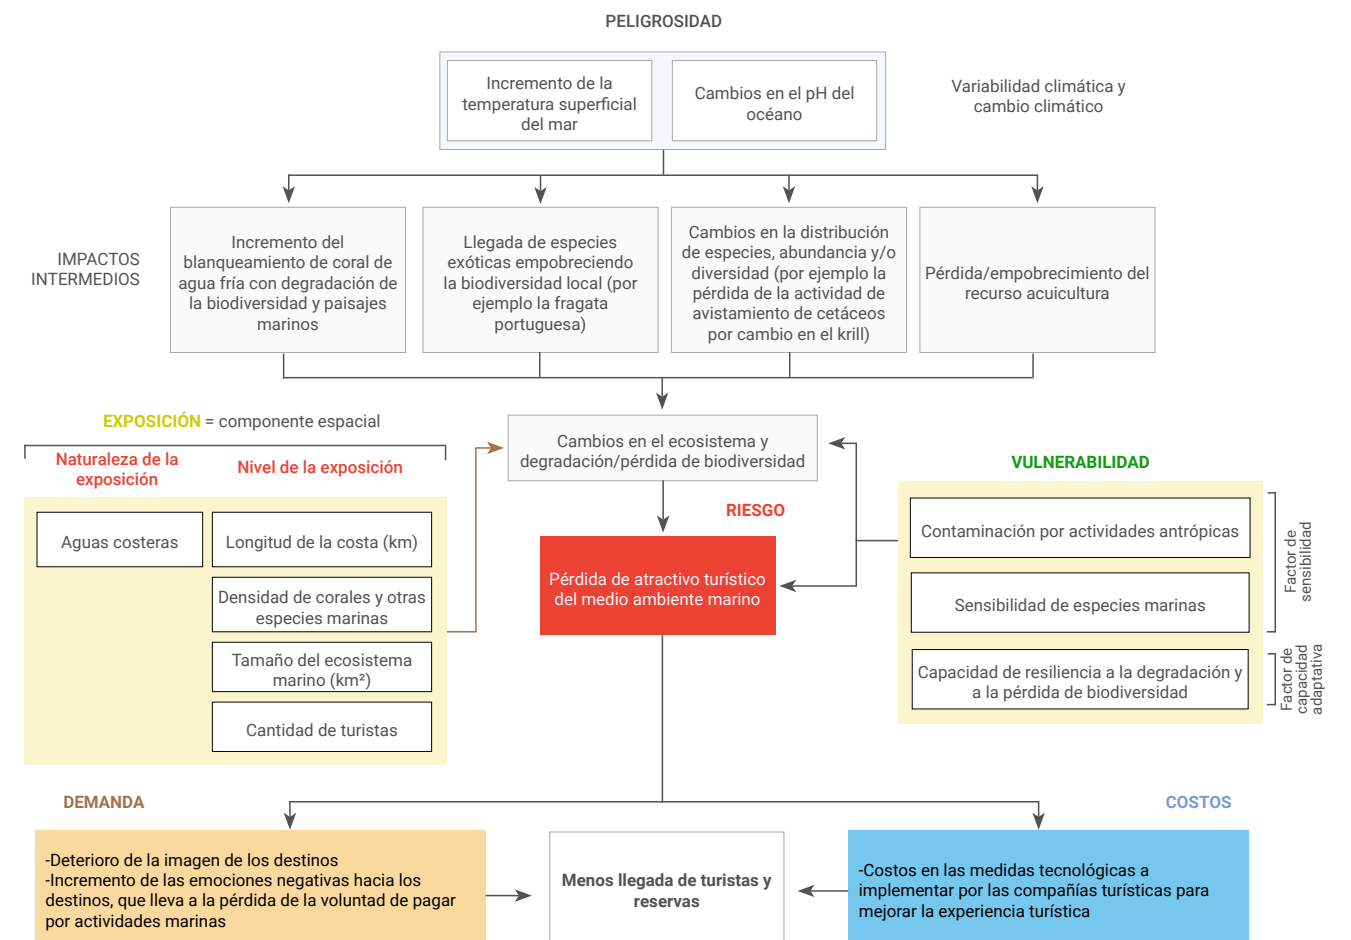 PELIGROSIDAD
Incremento de la
temperatura superficial
del mar
Cambios en el pH del
océano
Variabilidad climática y
cambio climático
IMPACTOS
INTERMEDIOS
Incremento del
blanqueamiento de coral de
agua fría con degradación de
la biodiversidad y paisajes
marinos
Llegada de especies
exóticas empobreciendo
la biodiversidad local (por
ejemplo la fragata
portuguesa)
Cambios en la distribución
de especies, abundancia y/o
diversidad (por ejemplo la
pérdida de la actividad de
avistamiento de cetáceos
por cambio en el krill)
Pérdida/empobrecimiento del
recurso acuicultura
EXPOSICIÓN = componente espacial
Naturaleza de la
exposición
Nivel de la exposición
Aguas costeras
Longitud de la costa (km)
Densidad de corales y otras
especies marinas
Tamaño del ecosistema
marino (km²)
Cantidad de turistas
Cambios en el ecosistema y
degradación/pérdida de biodiversidad
RIESGO
Pérdida de atractivo turístico
del medio ambiente marino
VULNERABILIDAD
Contaminación por actividades antrópicas
Sensibilidad de especies marinas
Capacidad de resiliencia a la degradación y
a la pérdida de biodiversidad
Factor de
sensibilidad
Factor de
capacidad
adaptativa
DEMANDA
-Deterioro de la imagen de los destinos
-Incremento de las emociones negativas hacia los
destinos, que lleva a la pérdida de la voluntad de pagar
por actividades marinas
Menos llegada de turistas y
reservas
COSTOS
-Costos en las medidas tecnológicas a
implementar por las compañías turísticas para
mejorar la experiencia turística